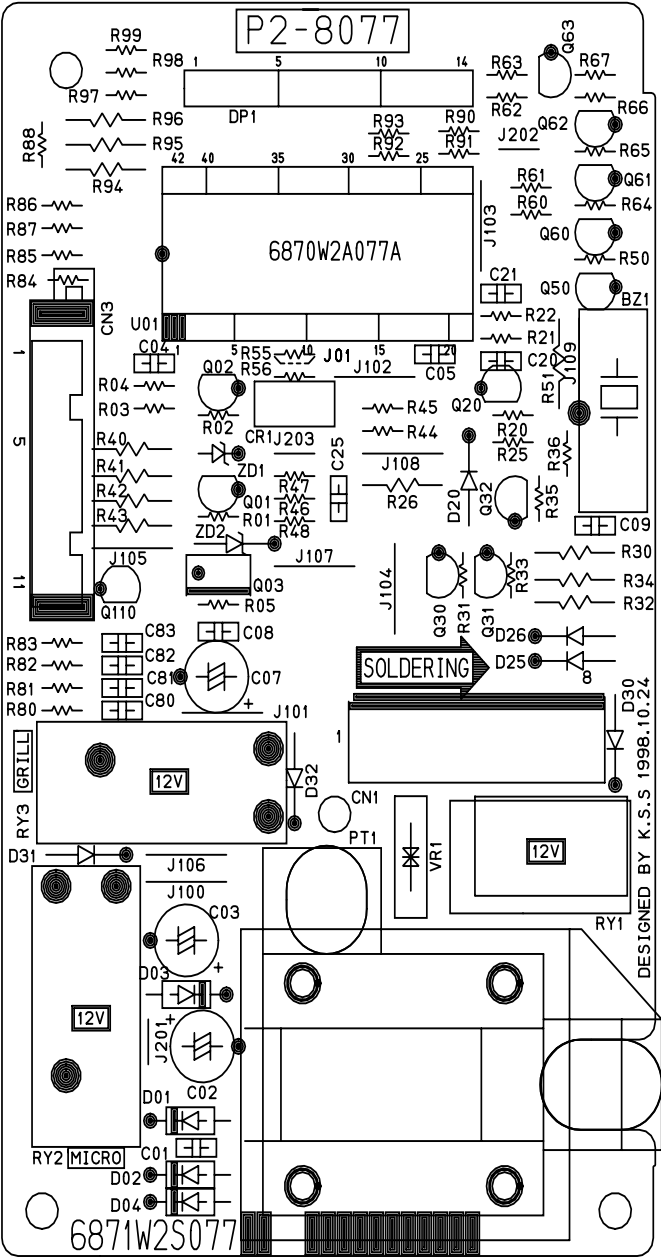 P2-8077
R99
R98
R97
R96
R88
R95
R94
1
5
10
14
DP1
R93
R92
R90
R91
R63
R62
Q63
R67
R66
Q62
J202
R65
R61
R60
Q61
R64
Q60
R50
Q50
BZ1
R86
R87
R85
R84
42
40
35
30
25
6870W2A077A
J103
U01
1
5
10
15
20
C21
R22
R21
C20
J109
R51
CN3
C04
R55
R56
J01
J102
C05
1
5
11
R04
R03
Q02
R02
CR1
J203
R45
R44
Q20
R20
R25
R36
R40
R41
R42
R43
ZD1
Q01
R01
ZD2
R47
R46
R48
C25
J108
R26
D20
Q32
R35
C09
J105
Q110
Q03
R05
J107
J104
Q30
R31
Q31
R33
R30
R34
R32
R83
R82
R81
R80
C83
C82
C81
C80
C08
C07
+
D26
D25
SOLDERING
8
D30
J101
1
GRILL
RY3
12V
D32
CN1
D31
J106
J100
PT1
VR1
12V
RY1
DESIGNED BY K.S.S 1998.10.24
C03
+
D03
12V
J201
+
C02
D01
C01
D02
D04
RY2 MICRO
6871W2S077